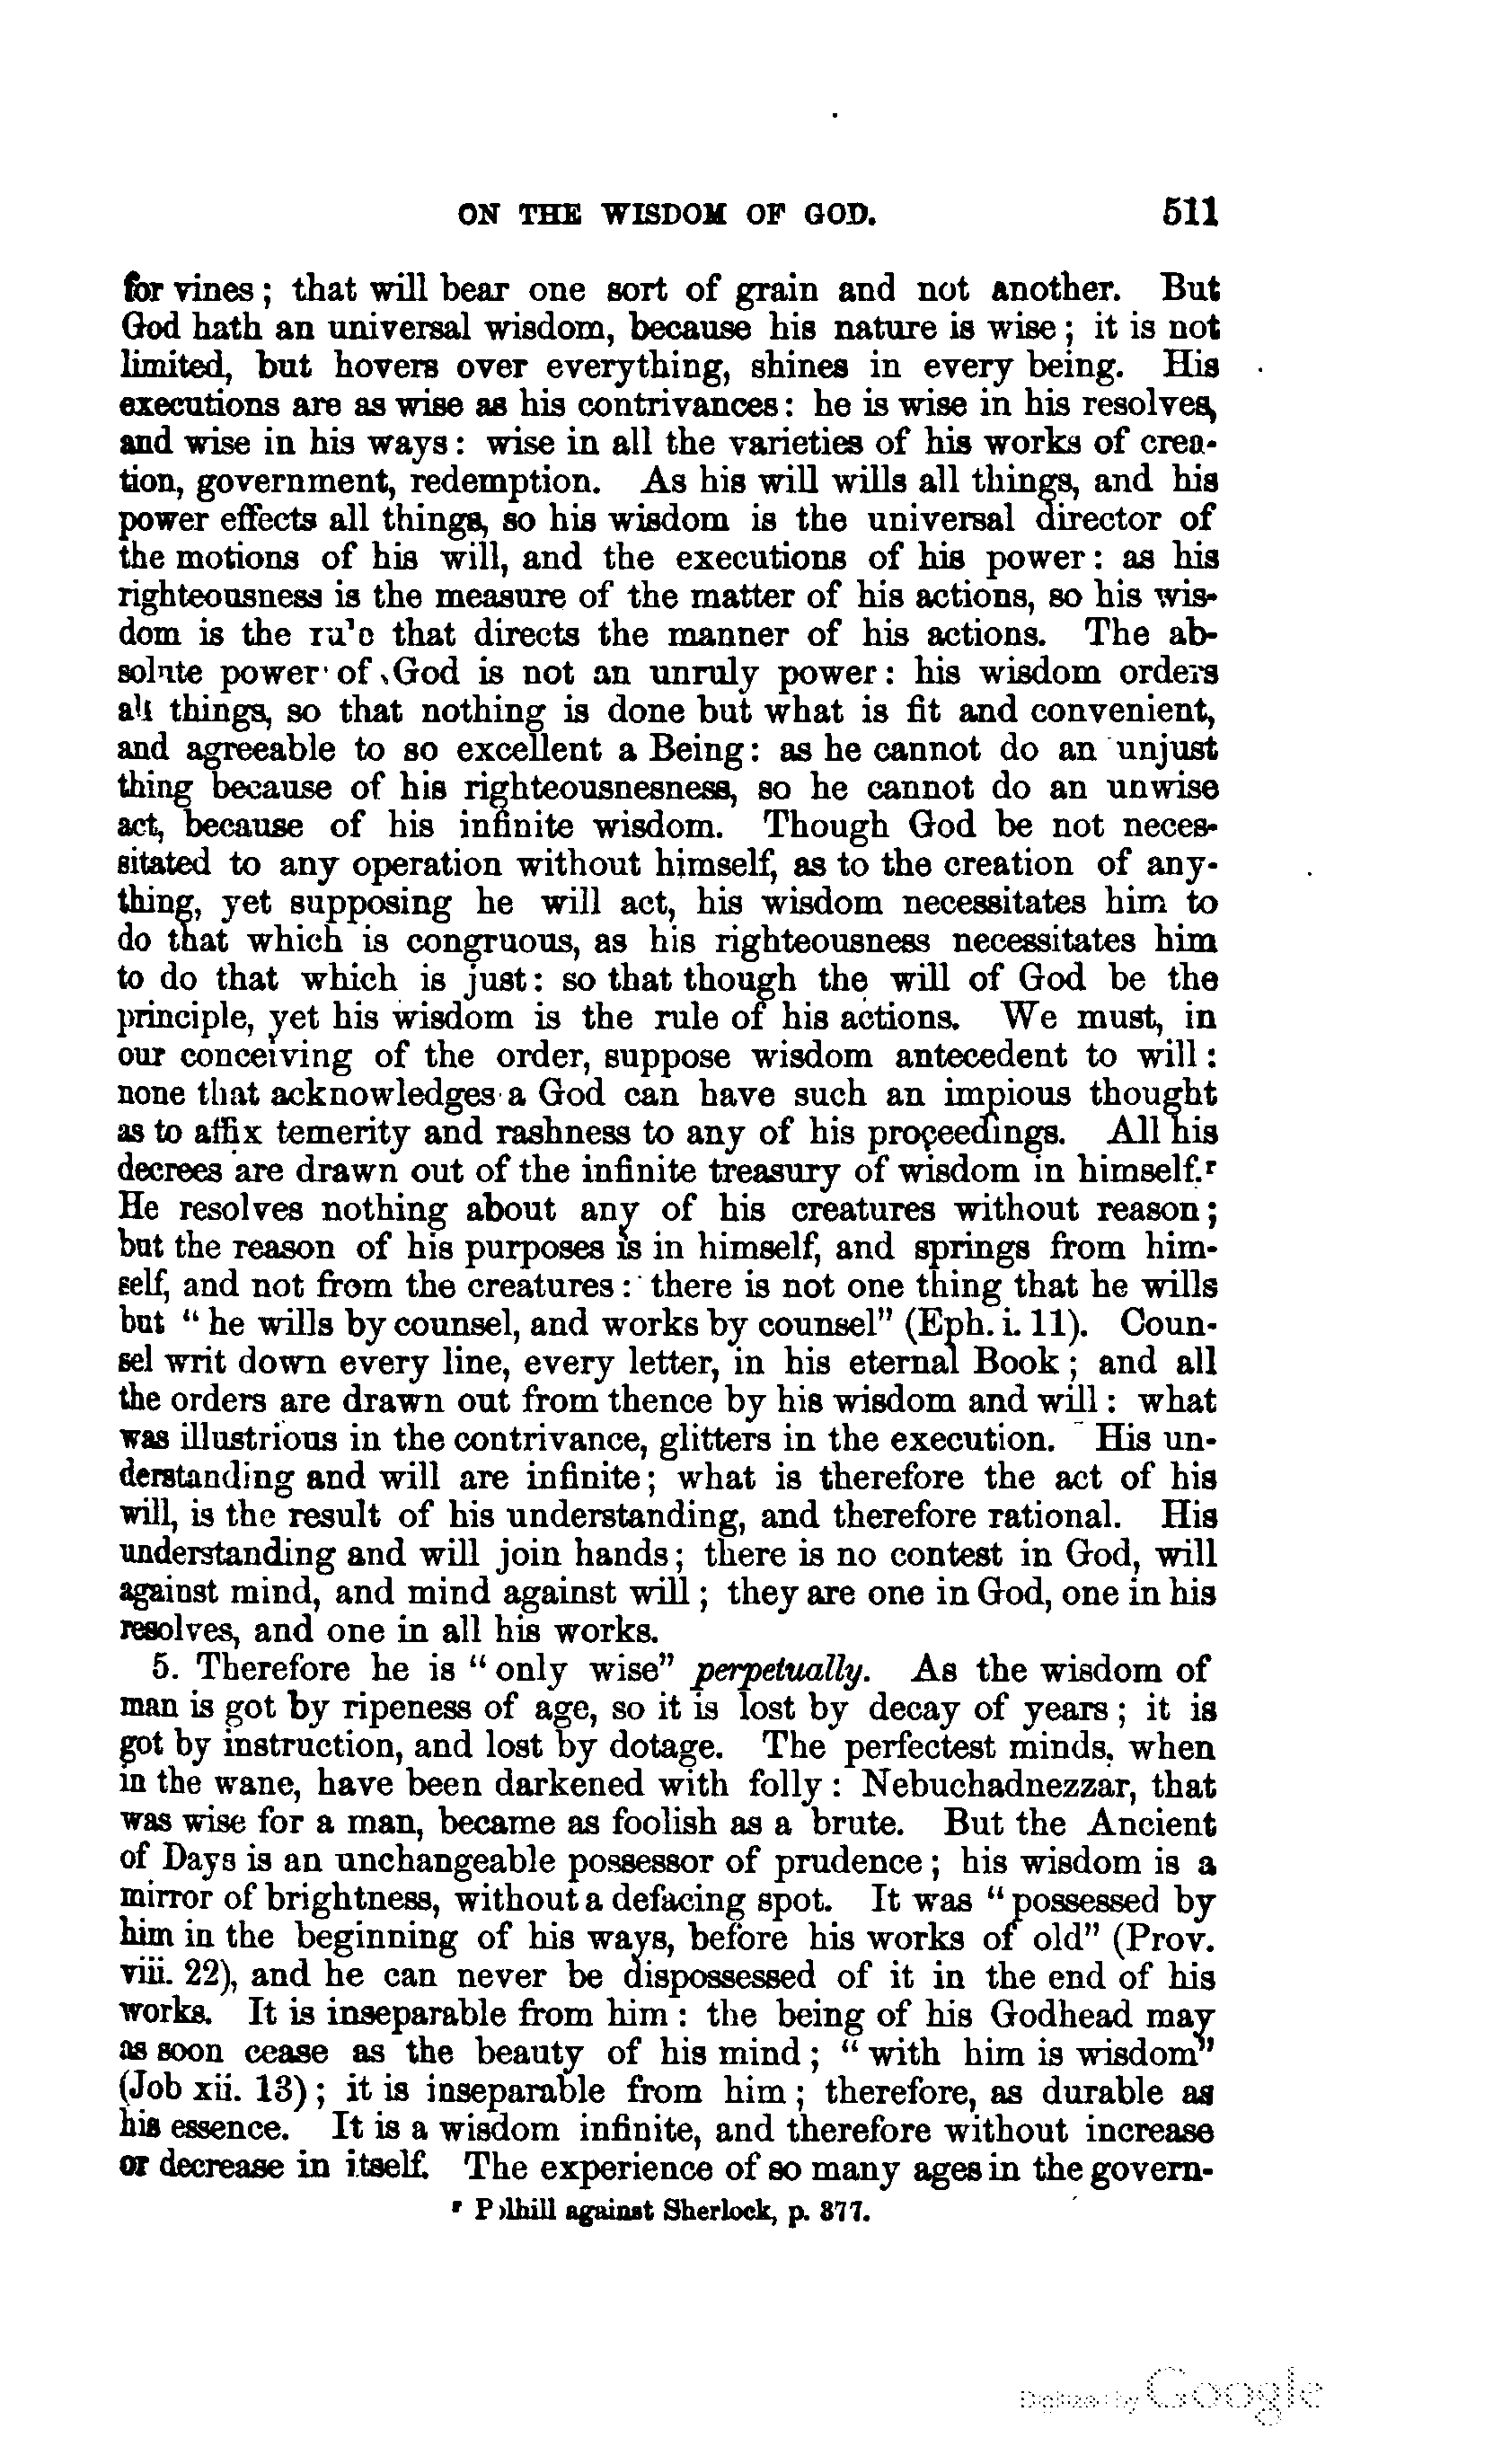 ON THE WISDOM OF GOD. 511
for vines; that will bear one sort of grain and not another. But
God hath an universal wisdom, because his nature is wise; it is not
limited, but hovers over everything, shines in every being. His
executions are as wise as his contrivances: he is wise in his resolves,
and wise in his ways: wise in all the varieties of his works of crea-
tion, government, redemption. As his will wills all things, and his
power effects all things, so his wisdom is the universal director of
the motions of his will, and the executions of his power: as his
righteousness is the measure of the matter of his actions, so his wis-
dom is the rule that directs the manner of his actions. The ab-
solute power of God is not an unruly power: his wisdom orders
all things, so that nothing is done but what is fit and convenient,
and agreeable to so excellent a Being: as he cannot do an unjust
thing because of his righteousnesness, so he cannot do an unwise
act, because of his infinite wisdom. Though God be not neces-
sitated to any operation without himself, as to the creation of any-
thing, yet supposing he will act, his wisdom necessitates him to
do that which is congruous, as his righteousness necessitates him
to do that which is just: so that though the will of God be the
principle, yet his wisdom is the rule of his actions. We must, in
our conceiving of the order, suppose wisdom antecedent to will:
none that acknowledges a God can have such an impious thought
as to affix temerity and rashness to any of his proceedings. All his
decrees are drawn out of the infinite treasury of wisdom in himself.r
He resolves nothing about any of his creatures without reason;
but the reason of his purposes is in himself, and springs from him-
self, and not from the creatures: there is not one thing that he wills
but "he wills by counsel, and works by counsel" (Eph. i. 11). Coun-
sel writ down every line, every letter, in his eternal Book; and all
the orders are drawn out from thence by his wisdom and will: what
was illustrious in the contrivance, glitters in the execution. His un-
derstanding and will are infinite; what is therefore the act of his
will, is the result of his understanding, and therefore rational. His
understanding and will join hands; there is no contest in God, will
against mind, and mind against will; they are one in God, one in his
resolves, and one in all his works.
5. Therefore he is "only wise" perpetually. As the wisdom of
man is got by ripeness of age, so it is lost by decay of years; it is
got by instruction, and lost by dotage. The perfectest minds, when
in the wane, have been darkened with folly: Nebuchadnezzar, that
was wise for a man, became as foolish as a brute. But the Ancient
of Days is an unchangeable possessor of prudence; his wisdom is a
mirror of brightness, without a defacing spot. It was "possessed by
him in the beginning of his ways, before his works of old" (Prov.
viii. 22), and he can never be dispossessed of it in the end of his
works. It is inseparable from him: the being of his Godhead may
as soon cease as the beauty of his mind; "with him is wisdom"
(Job xii. 13); it is inseparable from him; therefore, as durable as
his essence. It is a wisdom infinite, and therefore without increase
or decrease in itself. The experience of so many ages in the govern-
r Polhill against Sherlock, p. 377.
Digitized by Google